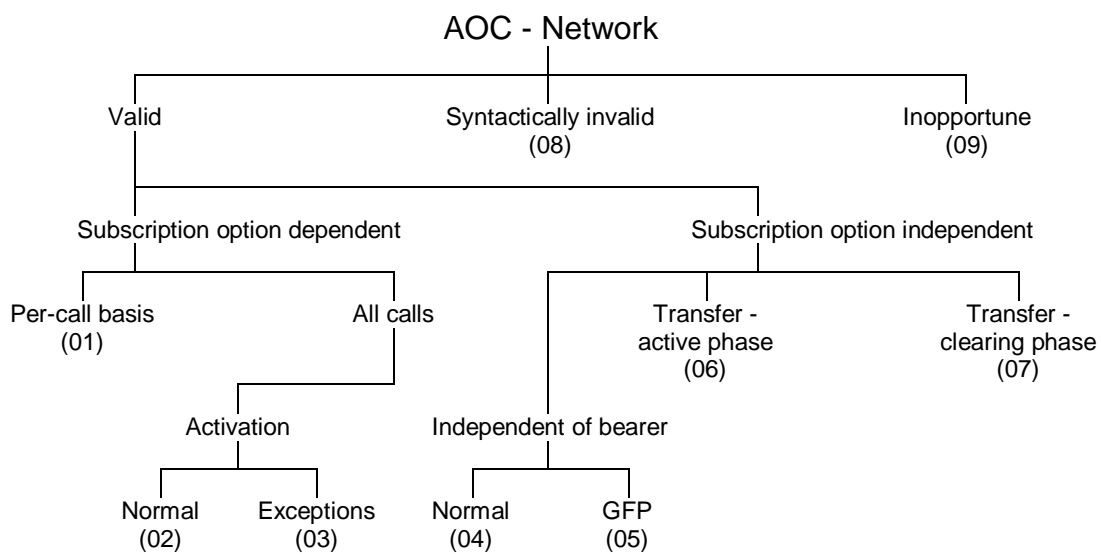 AOC - Network
Valid
Syntactically invalid
(08)
Inopportune
(09)
Subscription option dependent
Subscription option independent
Per-call basis
(01)
All calls
Transfer -
active phase
(06)
Transfer -
clearing phase
(07)
Activation
Independent of bearer
Normal
(02)
Exceptions
(03)
Normal
(04)
GFP
(05)